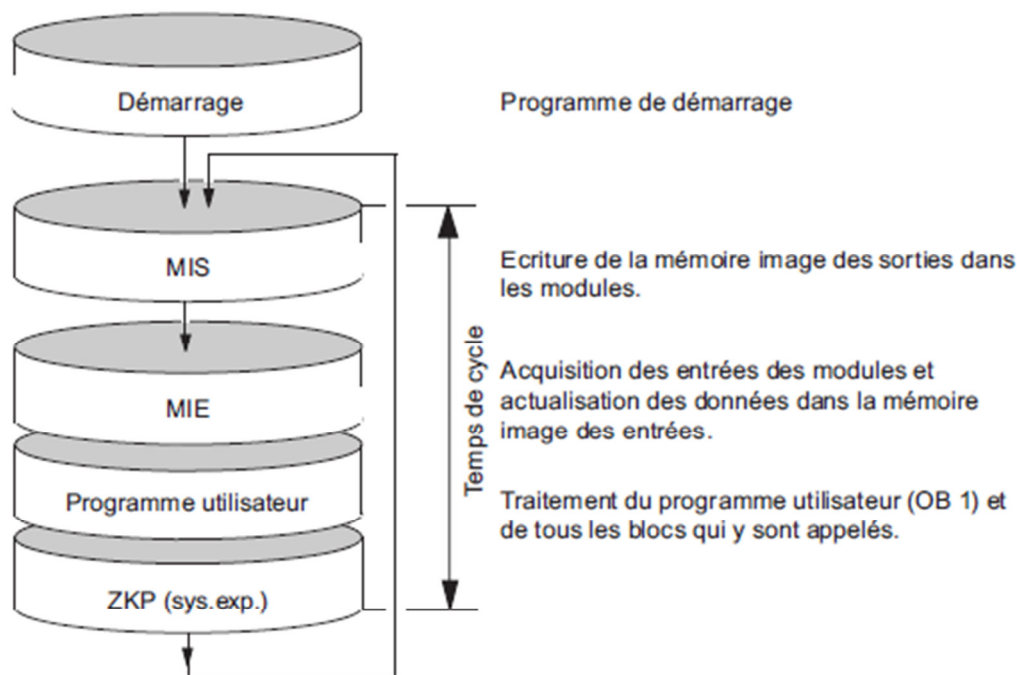 Démarrage
Programme de démarrage
MIS
Ecriture de la mémoire image des sorties dans
les modules.
Temps de cycle
MIE
Acquisition des entrées des modules et
actualisation des données dans la mémoire
image des entrées.
Programme utilisateur
Traitement du programme utilisateur (OB 1) et
de tous les blocs qui y sont appelés.
ZKP (sys.exp.)